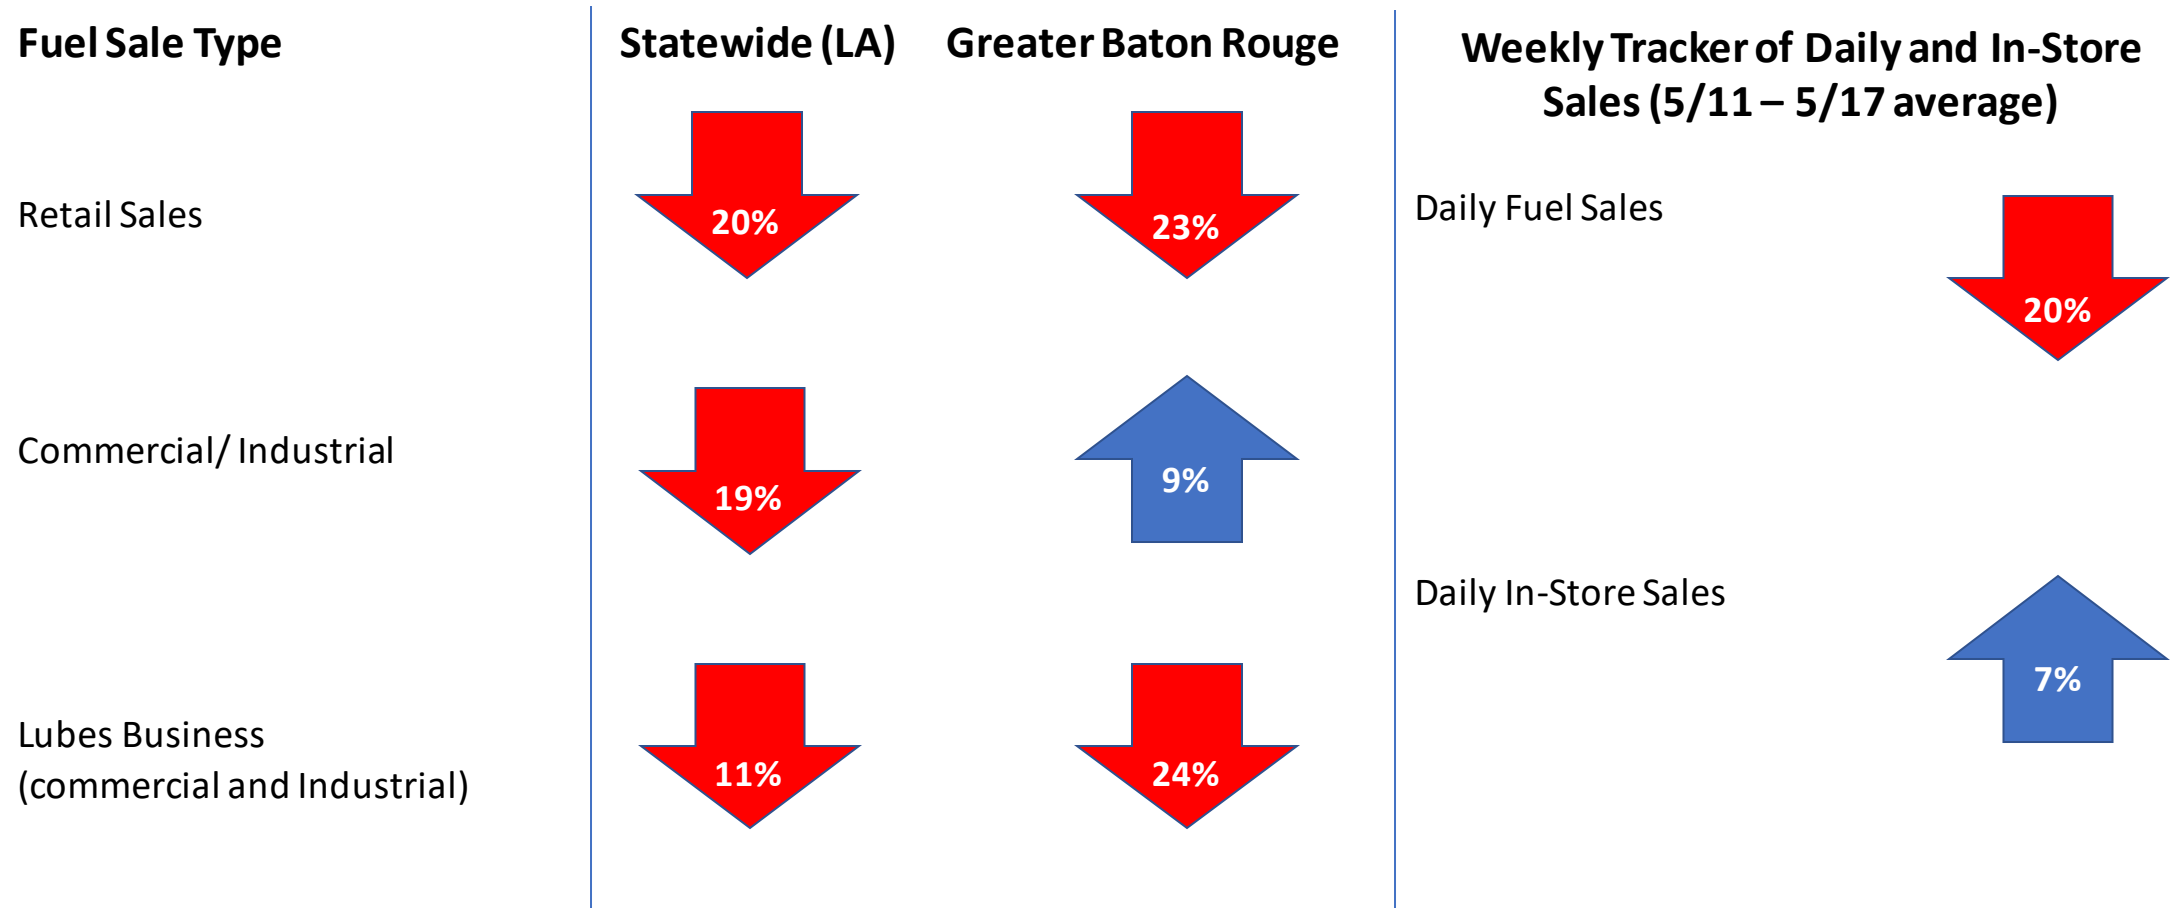 Fuel Sale Type
Statewide (LA)
Greater Baton Rouge
Weekly Tracker of Daily and In-Store
Sales (5/11 – 5/17 average)
Retail Sales
20%
23%
Daily Fuel Sales
20%
Commercial/ Industrial
19%
9%
Daily In-Store Sales
7%
Lubes Business
(commercial and Industrial)
11%
24%